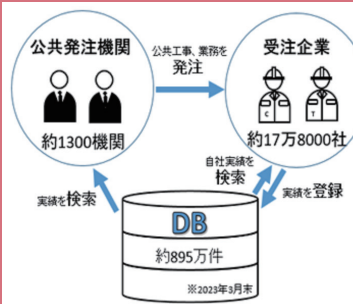 公共発注機関
約1300機関
公共工事、業務を
発注
受注企業
C
T
約17万8000社
自社実績を
検索
実績を検索
実績を登録
DB
約895万件
※2023年3月末